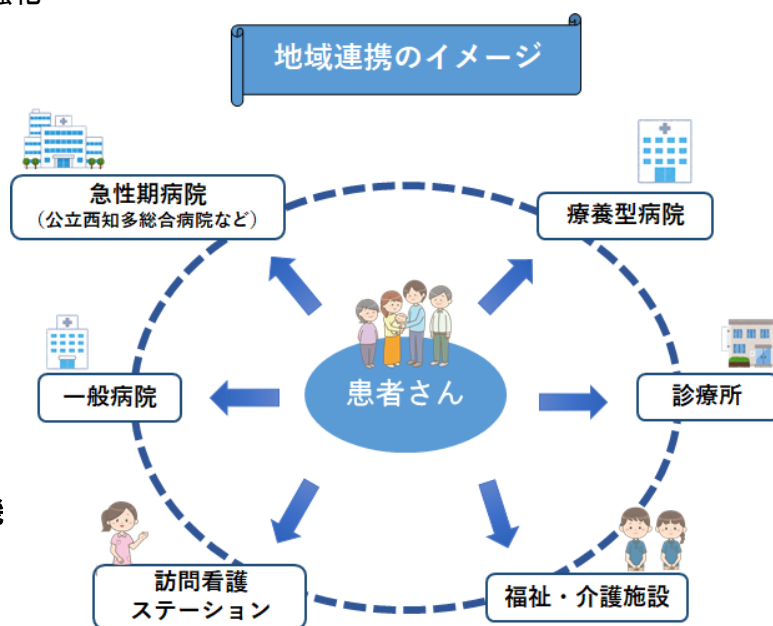 地域連携のイメージ
急性期病院
（公立西知多総合病院など）
療養型病院
一般病院
患者さん
診療所
訪問看護
ステーション
福祉・介護施設